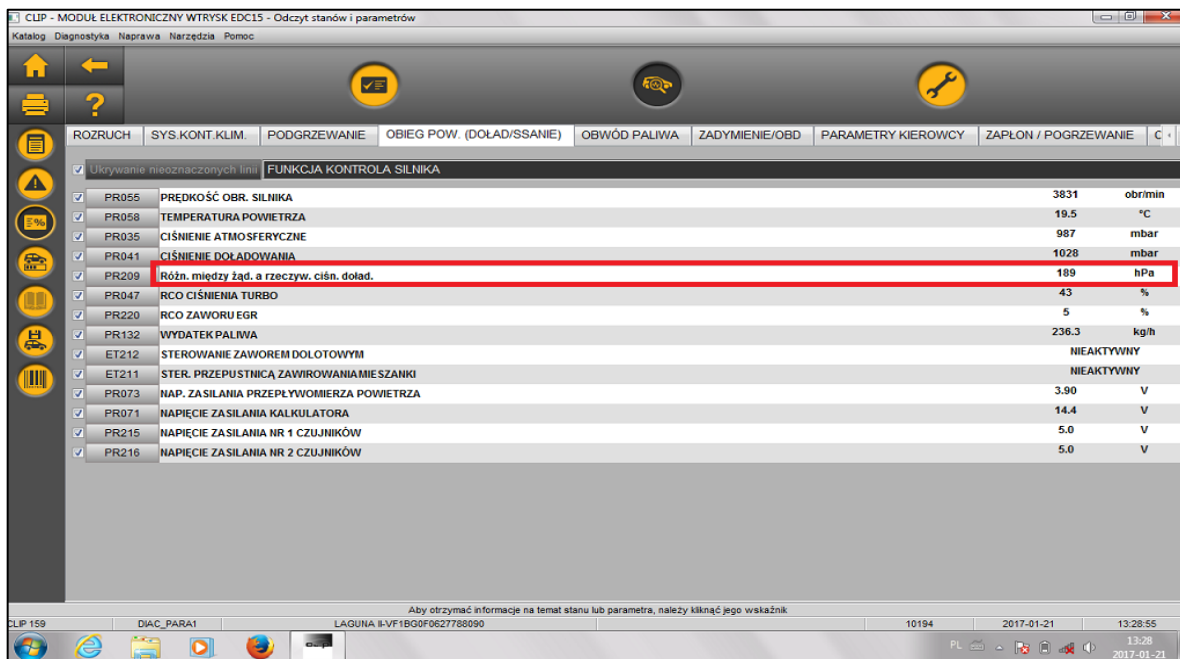 CLIP - MODUŁ ELEKTRONICZNY WTRYSK EDC15 - Odczyt stanów i parametrów
Katalog Diagnostyka Naprawa Narzędzia Pomoc
ROZRUCH SYS.KONT.KLIM. PODGRZEWANIE OBIEG POW. (DOŁAD/SSANIE) OBWÓD PALIWA ZADYMIENIE/OBD PARAMETRY KIEROWCY ZAPŁON / POGRZEWANIE C
Ukrywanie nieoznaczonych linii FUNKCJA KONTROLA SILNIKA
PR055 PRĘDKOŚĆ OBR. SILNIKA 3831 obr/min
PR058 TEMPERATURA POWIETRZA 19.5 °C
PR035 CIŚNIENIE ATMOSFERYCZNE 987 mbar
PR041 CIŚNIENIE DOŁADOWANIA 1028 mbar
PR209 Różn. między żąd. a rzeczyw. ciśn. doład. 189 hPa
PR047 RCO CIŚNIENIA TURBO 43 %
PR220 RCO ZAWORU EGR 5 %
PR132 WYDATEK PALIWA 236.3 kg/h
ET212 STEROWANIE ZAWOREM DOLOTOWYM NIEAKTYWNY
ET211 STER. PRZEPUSTNICĄ ZAWIROWANIA MIESZANKI NIEAKTYWNY
PR073 NAP. ZASILANIA PRZEPŁYWOMIERZA POWIETRZA 3.90 V
PR071 NAPIĘCIE ZASILANIA KALKULATORA 14.4 V
PR215 NAPIĘCIE ZASILANIA NR 1 CZUJNIKÓW 5.0 V
PR216 NAPIĘCIE ZASILANIA NR 2 CZUJNIKÓW 5.0 V
Aby otrzymać informacje na temat stanu lub parametra, należy kliknąć jego wskaźnik
CLIP 159 DIAC_PARA1 LAGUNA II-VF1BG0F0627788090 10194 2017-01-21 13:28:55
PL 13:28
2017-01-21